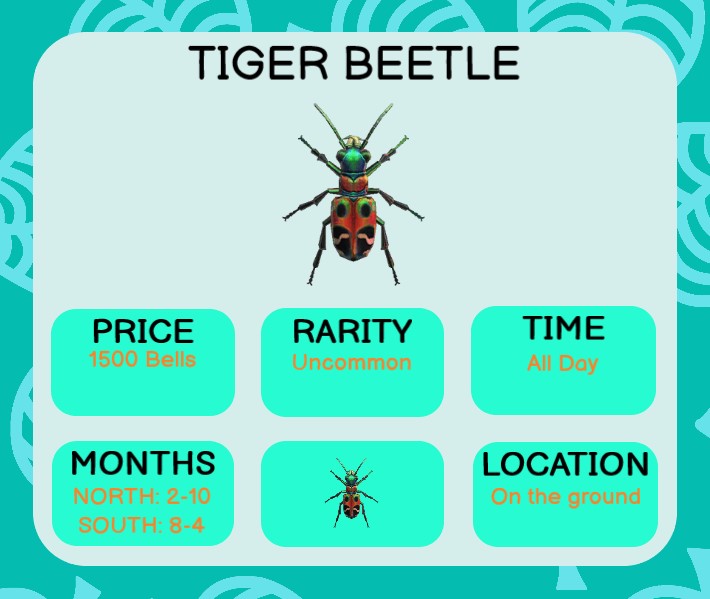 TIGER BEETLE
PRICE
1500 Bells
RARITY
Uncommon
TIME
All Day
MONTHS
NORTH: 2-10
SOUTH: 8-4
LOCATION
On the ground